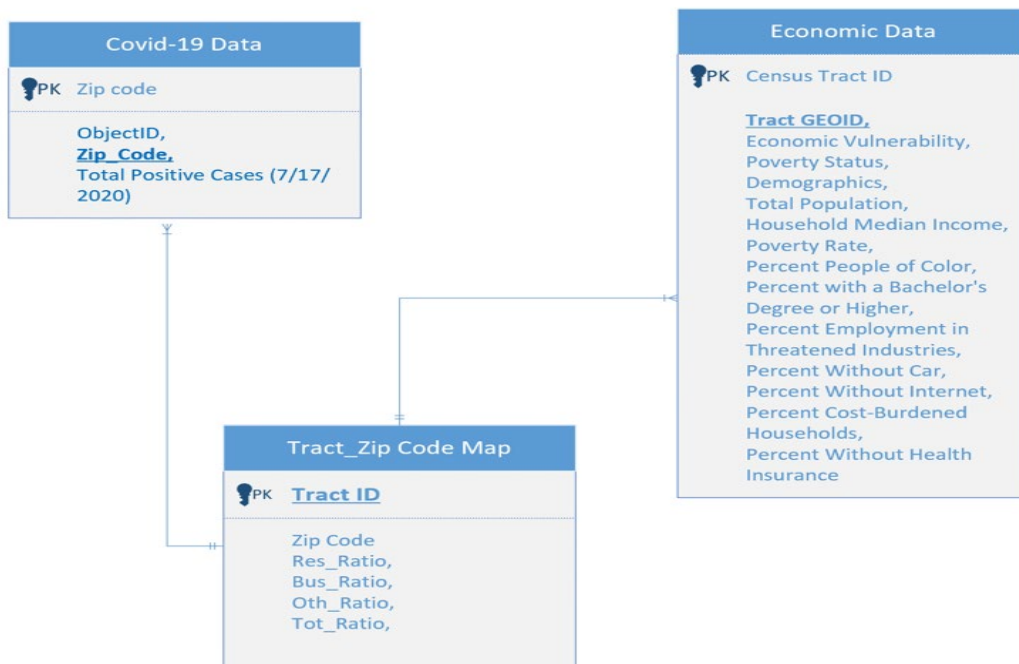 Covid-19 Data
PK Zip code
ObjectID,
Zip_Code,
Total Positive Cases (7/17/
2020)
Economic Data
PK Census Tract ID
Tract GEOID,
Economic Vulnerability,
Poverty Status,
Demographics,
Total Population,
Household Median Income,
Poverty Rate,
Percent People of Color,
Percent with a Bachelor's
Degree or Higher,
Percent Employment in
Threatened Industries,
Percent Without Car,
Percent Without Internet,
Percent Cost-Burdened
Households,
Percent Without Health
Insurance
Tract_Zip Code Map
PK Tract ID
Zip Code
Res_Ratio,
Bus_Ratio,
Oth_Ratio,
Tot_Ratio,